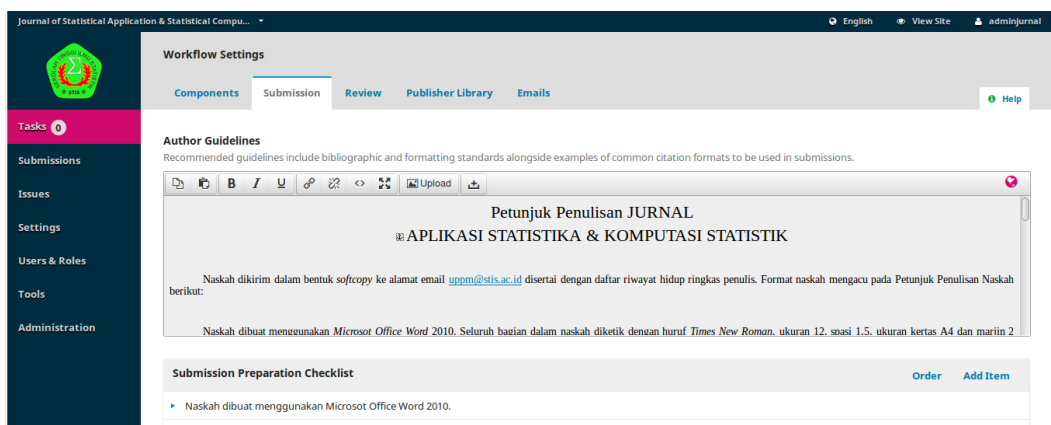 Journal of Statistical Application & Statistical Compu...
English
View Site
adminjurnal
SEKOLAH TINGGI ILMU STATISTIK
STIS
Workflow Settings
Components
Submission
Review
Publisher Library
Emails
Help
Tasks 0
Submissions
Issues
Settings
Users & Roles
Tools
Administration
Author Guidelines
Recommended guidelines include bibliographic and formatting standards alongside examples of common citation formats to be used in submissions.
B I U Upload
Petunjuk Penulisan JURNAL
APLIKASI STATISTIKA & KOMPUTASI STATISTIK
Naskah dikirim dalam bentuk softcopy ke alamat email uppm@stis.ac.id disertai dengan daftar riwayat hidup ringkas penulis. Format naskah mengacu pada Petunjuk Penulisan Naskah
berikut:
Naskah dibuat menggunakan Microsot Office Word 2010. Seluruh bagian dalam naskah diketik dengan huruf Times New Roman, ukuran 12, spasi 1.5, ukuran kertas A4 dan marjin 2
Submission Preparation Checklist
Order
Add Item
Naskah dibuat menggunakan Microsot Office Word 2010.